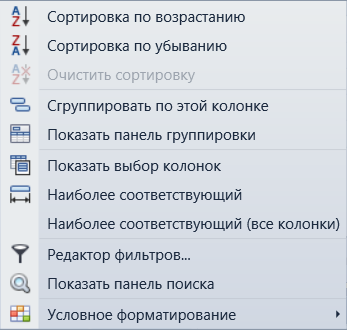 Сортировка по возрастанию
Сортировка по убыванию
Очистить сортировку
Сгруппировать по этой колонке
Показать панель группировки
Показать выбор колонок
Наиболее соответствующий
Наиболее соответствующий (все колонки)
Редактор фильтров...
Показать панель поиска
Условное форматирование